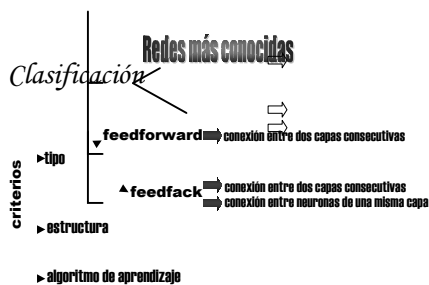 Redes más conocidas
Clasificación
feedforward conexión entre dos capas consecutivas
tipo
feedfack conexión entre dos capas consecutivas
conexión entre neuronas de una misma capa
criterios
estructura
algoritmo de aprendizaje